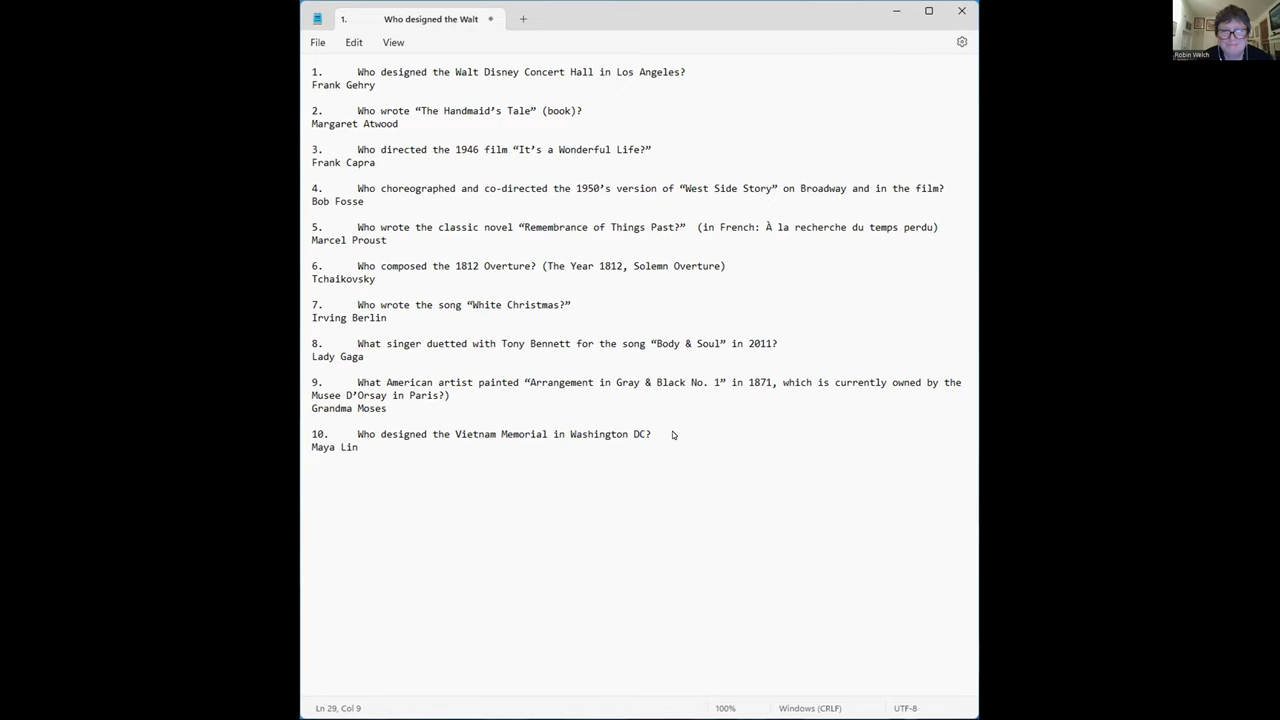 1. Who designed the Walt
File Edit View
1. Who designed the Walt Disney Concert Hall in Los Angeles?
Frank Gehry
2. Who wrote “The Handmaid’s Tale” (book)?
Margaret Atwood
3. Who directed the 1946 film “It’s a Wonderful Life?”
Frank Capra
4. Who choreographed and co-directed the 1950’s version of “West Side Story” on Broadway and in the film?
Bob Fosse
5. Who wrote the classic novel “Remembrance of Things Past?” (in French: À la recherche du temps perdu)
Marcel Proust
6. Who composed the 1812 Overture? (The Year 1812, Solemn Overture)
Tchaikovsky
7. Who wrote the song “White Christmas?”
Irving Berlin
8. What singer duetted with Tony Bennett for the song “Body & Soul” in 2011?
Lady Gaga
9. What American artist painted “Arrangement in Gray & Black No. 1” in 1871, which is currently owned by the
Musee D’Orsay in Paris?)
Grandma Moses
10. Who designed the Vietnam Memorial in Washington DC?
Maya Lin
Ln 29, Col 9 100% Windows (CRLF) UTF-8
Robin Welch